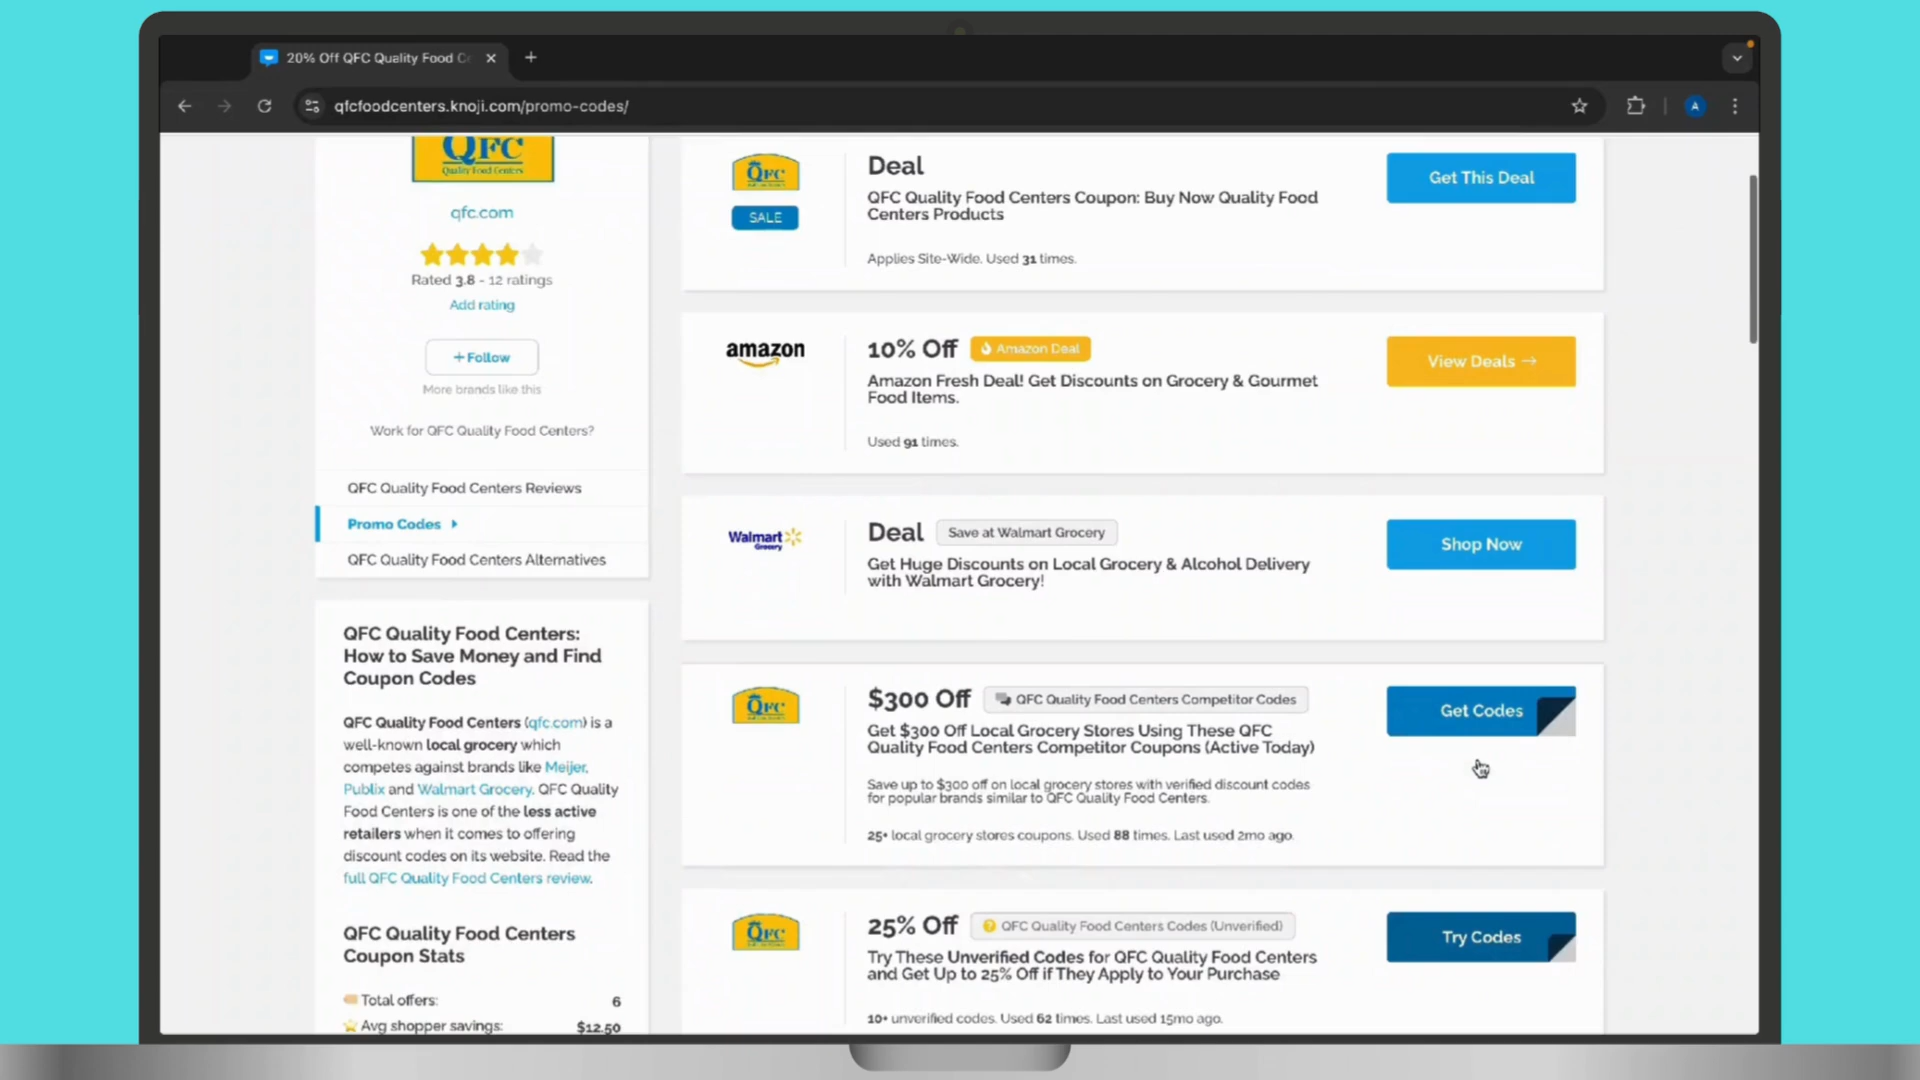 20% Off QFC Quality Food Ce
qfcfoodcenters.knoji.com/promo-codes/
A
QFC
Quality Food Centers
qfc.com
Rated 3.8 - 12 ratings
Add rating
+ Follow
More brands like this
Work for QFC Quality Food Centers?
QFC Quality Food Centers Reviews
Promo Codes
QFC Quality Food Centers Alternatives
QFC Quality Food Centers:
How to Save Money and Find
Coupon Codes
QFC Quality Food Centers (qfc.com) is a
well-known local grocery which
competes against brands like Meijer,
Publix and Walmart Grocery. QFC Quality
Food Centers is one of the less active
retailers when it comes to offering
discount codes on its website. Read the
full QFC Quality Food Centers review.
QFC Quality Food Centers
Coupon Stats
Total offers: 6
Avg shopper savings: $12.50
QFC
SALE
Deal
QFC Quality Food Centers Coupon: Buy Now Quality Food
Centers Products
Applies Site-Wide. Used 31 times.
Get This Deal
amazon
10% Off Amazon Deal
Amazon Fresh Deal! Get Discounts on Grocery & Gourmet
Food Items.
Used 91 times.
View Deals →
Walmart
Grocery
Deal Save at Walmart Grocery
Get Huge Discounts on Local Grocery & Alcohol Delivery
with Walmart Grocery!
Shop Now
QFC
$300 Off QFC Quality Food Centers Competitor Codes
Get $300 Off Local Grocery Stores Using These QFC
Quality Food Centers Competitor Coupons (Active Today)
Save up to $300 off on local grocery stores with verified discount codes
for popular brands similar to QFC Quality Food Centers.
25+ local grocery stores coupons. Used 88 times. Last used 2mo ago.
Get Codes
QFC
25% Off QFC Quality Food Centers Codes (Unverified)
Try These Unverified Codes for QFC Quality Food Centers
and Get Up to 25% Off if They Apply to Your Purchase
10+ unverified codes. Used 62 times. Last used 15mo ago.
Try Codes